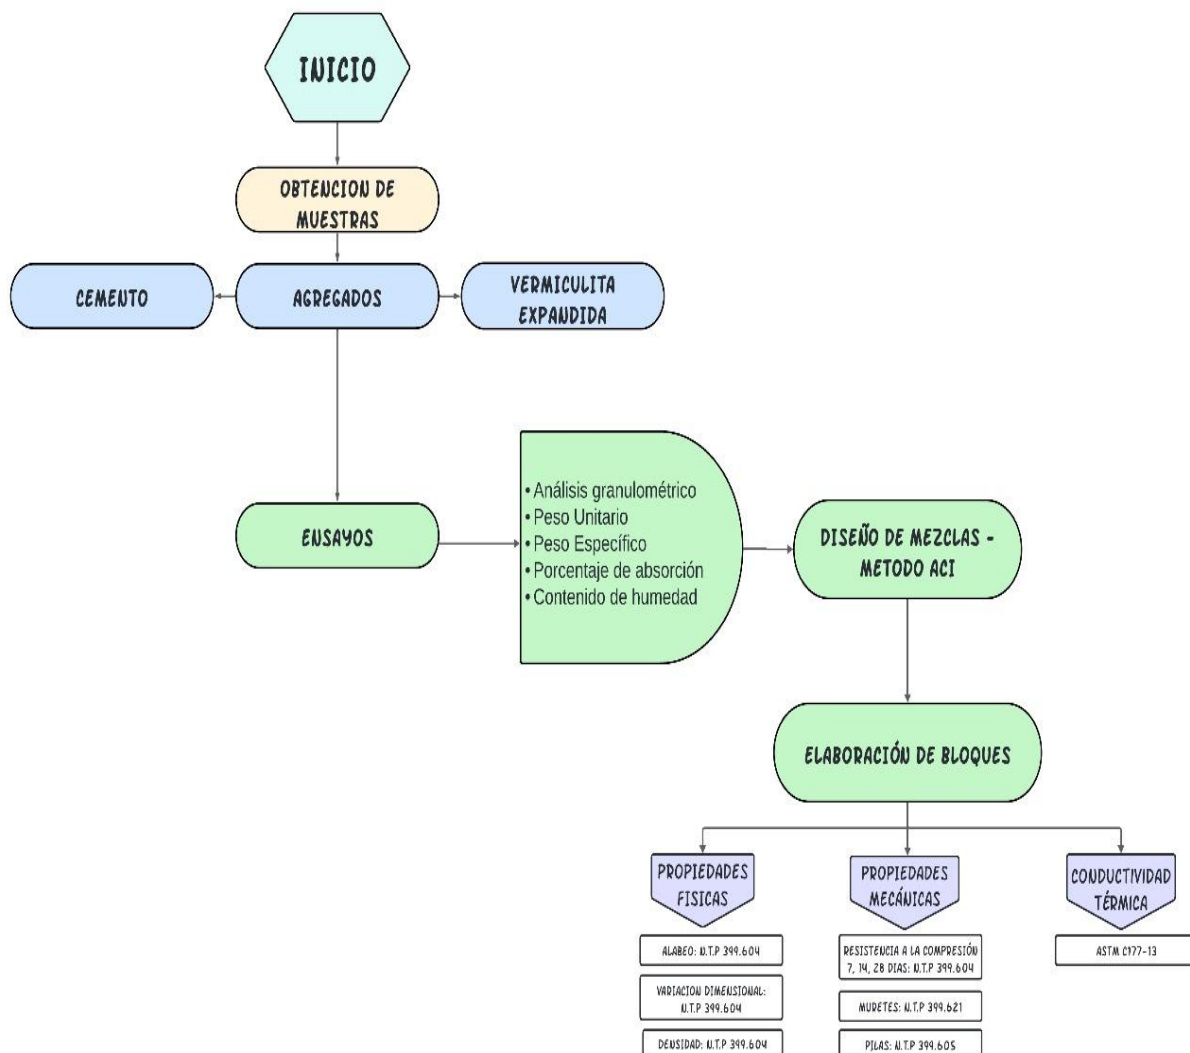 INICIO
OBTENCION DE
MUESTRAS
CEMENTO
AGREGADOS
VERMICULITA
EXPANDIDA
ENSAYOS
• Análisis granulométrico
• Peso Unitario
• Peso Específico
• Porcentaje de absorción
• Contenido de humedad
DISEÑO DE MEZCLAS -
METODO ACI
ELABORACIÓN DE BLOQUES
PROPIEDADES
FISICAS
ALABEO: N.T.P 399.604
VARIACION DIMENSIONAL:
N.T.P 399.604
DENSIDAD: N.T.P 399.604
PROPIEDADES
MECÁNICAS
RESISTENCIA A LA COMPRESIÓN
7, 14, 28 DIAS: N.T.P 399.604
MURETES: N.T.P 399.621
PILAS: N.T.P 399.605
CONDUCTIVIDAD
TÉRMICA
ASTM C177-13